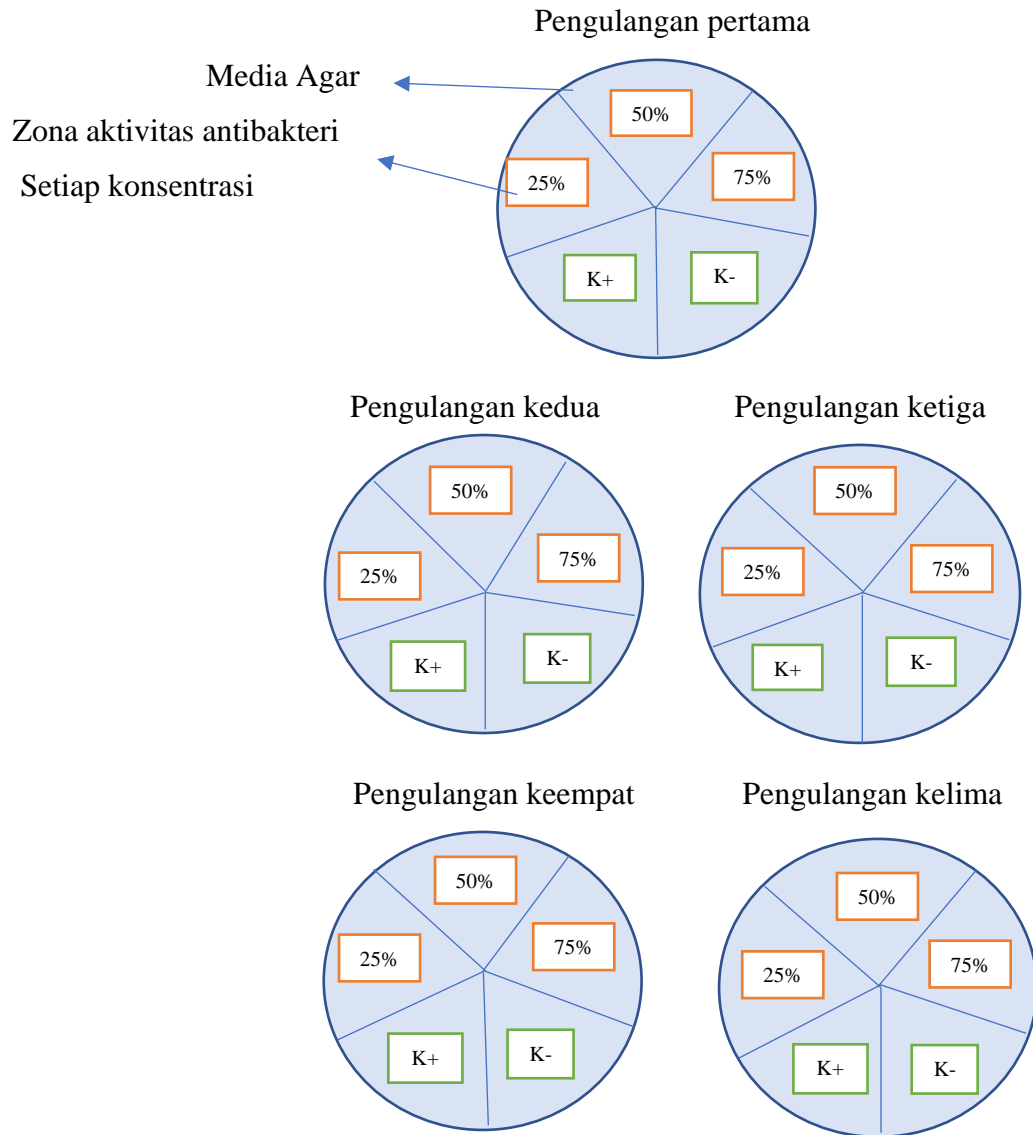 Pengulangan pertama
Media Agar
Zona aktivitas antibakteri
Setiap konsentrasi
50%
25%
75%
K+
K-
Pengulangan kedua
50%
25%
75%
K+
K-
Pengulangan ketiga
50%
25%
75%
K+
K-
Pengulangan keempat
50%
25%
75%
K+
K-
Pengulangan kelima
50%
25%
75%
K+
K-